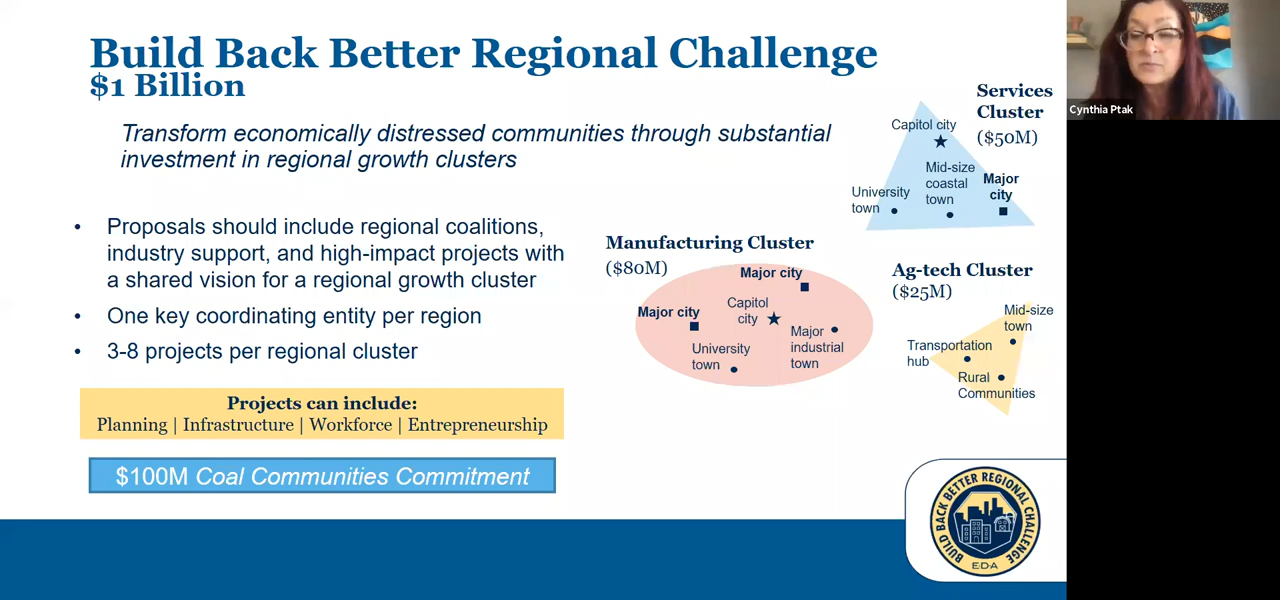 Build Back Better Regional Challenge
$1 Billion
Transform economically distressed communities through substantial
investment in regional growth clusters
• Proposals should include regional coalitions,
industry support, and high-impact projects with
a shared vision for a regional growth cluster
• One key coordinating entity per region
• 3-8 projects per regional cluster
Projects can include:
Planning | Infrastructure | Workforce | Entrepreneurship
$100M Coal Communities Commitment
Manufacturing Cluster
($80M)
Major city
Major city
Capitol
city
University
town
Major
industrial
town
Services
Cluster
($50M)
Capitol city
University
town
Mid-size
coastal
town
Major
city
Ag-tech Cluster
($25M)
Mid-size
town
Transportation
hub
Rural
Communities
BUILD BACK BETTER REGIONAL CHALLENGE
E·D·A
Cynthia Ptak